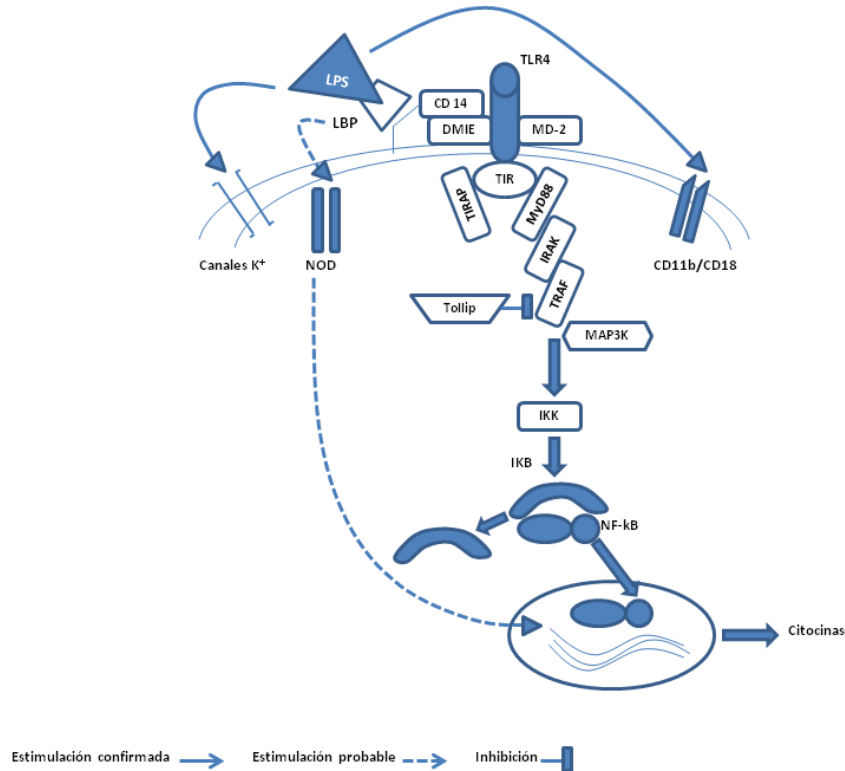 TLR4
LPS
CD 14
LBP
DMIE
MD-2
TIR
TIRAP
MyD88
IRAK
TRAF
Canales K+
NOD
CD11b/CD18
Tollip
MAP3K
IKK
IKB
NF-kB
Citocinas
Estimulación confirmada
Estimulación probable
Inhibición